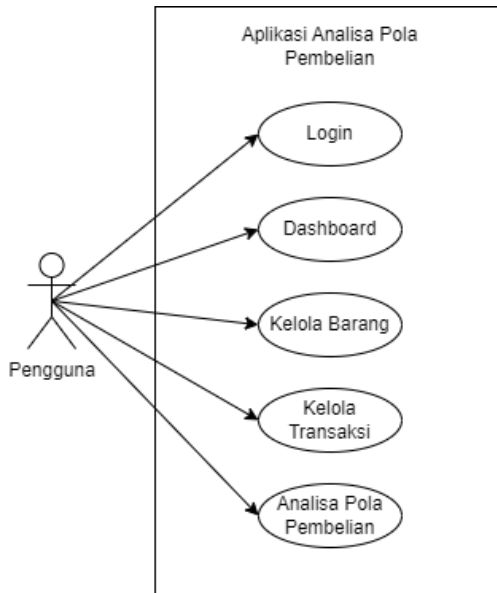 Aplikasi Analisa Pola
Pembelian
Login
Dashboard
Kelola Barang
Pengguna
Kelola
Transaksi
Analisa Pola
Pembelian